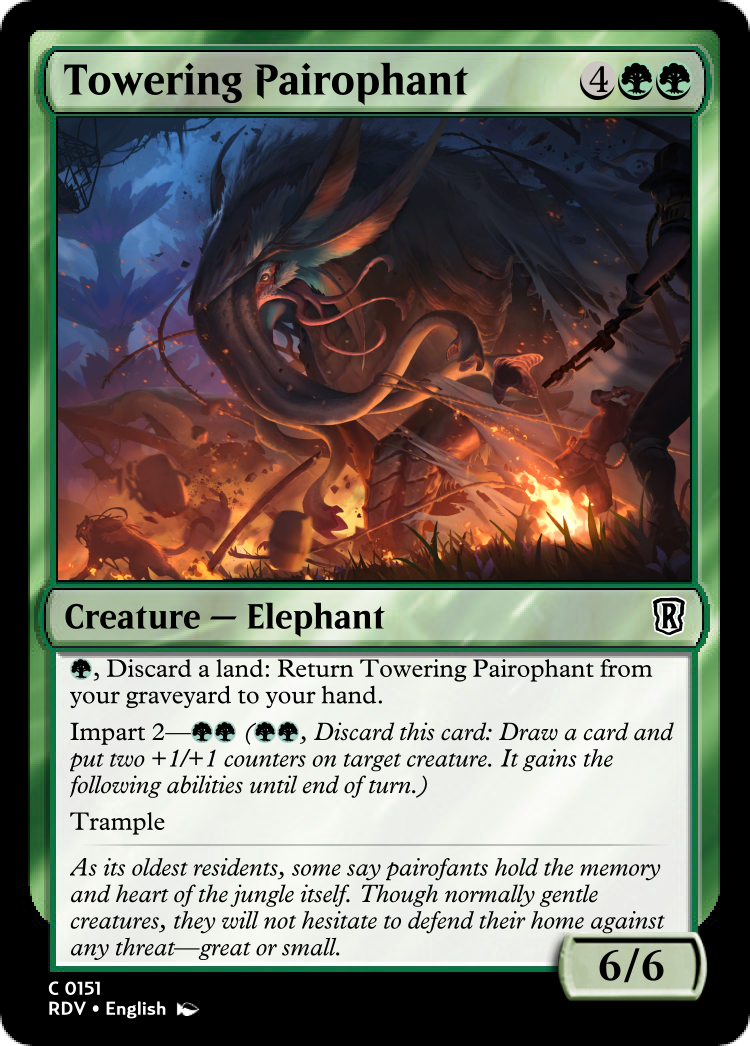 Towering Pairophant 4
Creature — Elephant R
, Discard a land: Return Towering Pairophant from
your graveyard to your hand.
Impart 2— (, Discard this card: Draw a card and
put two +1/+1 counters on target creature. It gains the
following abilities until end of turn.)
Trample
As its oldest residents, some say pairofants hold the memory
and heart of the jungle itself. Though normally gentle
creatures, they will not hesitate to defend their home against
any threat—great or small.
6/6
C 0151
RDV • English